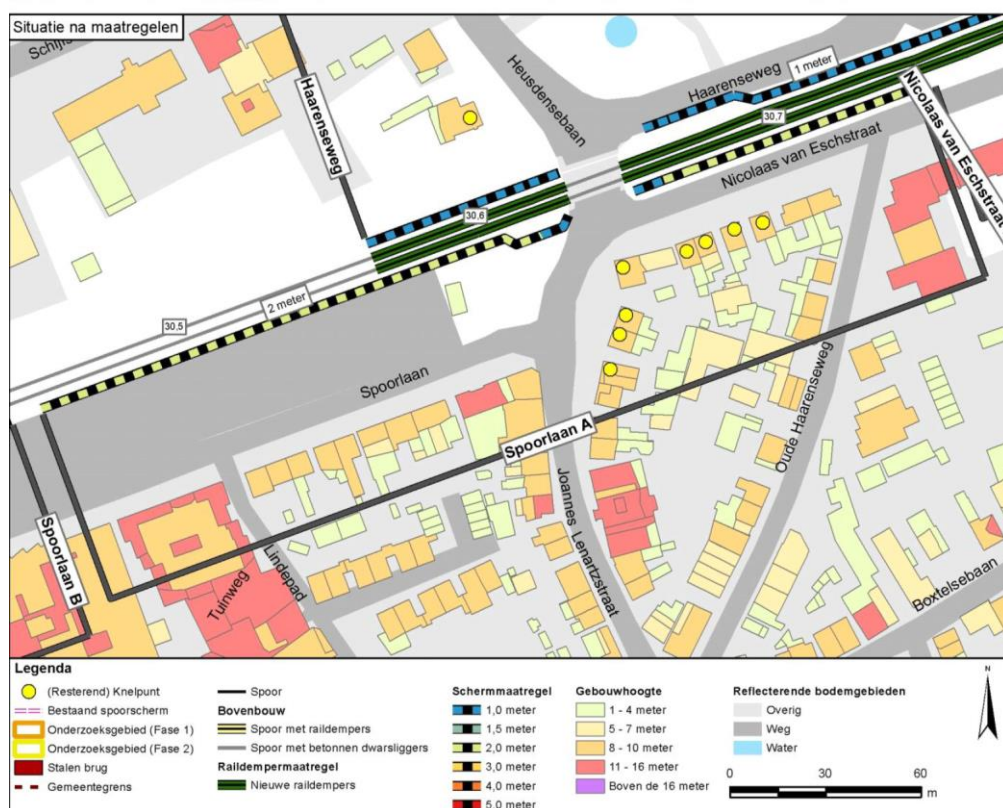 Situatie na maatregelen
Haarenseweg
Heusdensebaan
Haarenseweg
1 meter
30,7
Nicolaas van Eschstraat
Nicolaas van Eschstraat
30,6
2 meter
30,5
Spoorlaan
Spoorlaan A
Oude Haarenseweg
Spoorlaan B
Tuinweg
Lindepad
Joannes Lenartzstraat
Boxtelsebaan
Legenda
(Resterend) Knelpunt
Bestaand spoorscherm
Onderzoeksgebied (Fase 1)
Onderzoeksgebied (Fase 2)
Stalen brug
Gemeentegrens
Spoor
Bovenbouw
Spoor met raildempers
Spoor met betonnen dwarsliggers
Raildempermaatregel
Nieuwe raildempers
Schermmaatregel
1,0 meter
1,5 meter
2,0 meter
3,0 meter
4,0 meter
5,0 meter
Gebouwhoogte
1 - 4 meter
5 - 7 meter
8 - 10 meter
11 - 16 meter
Boven de 16 meter
Reflecterende bodemgebieden
Overig
Weg
Water
N
0 30 60
m